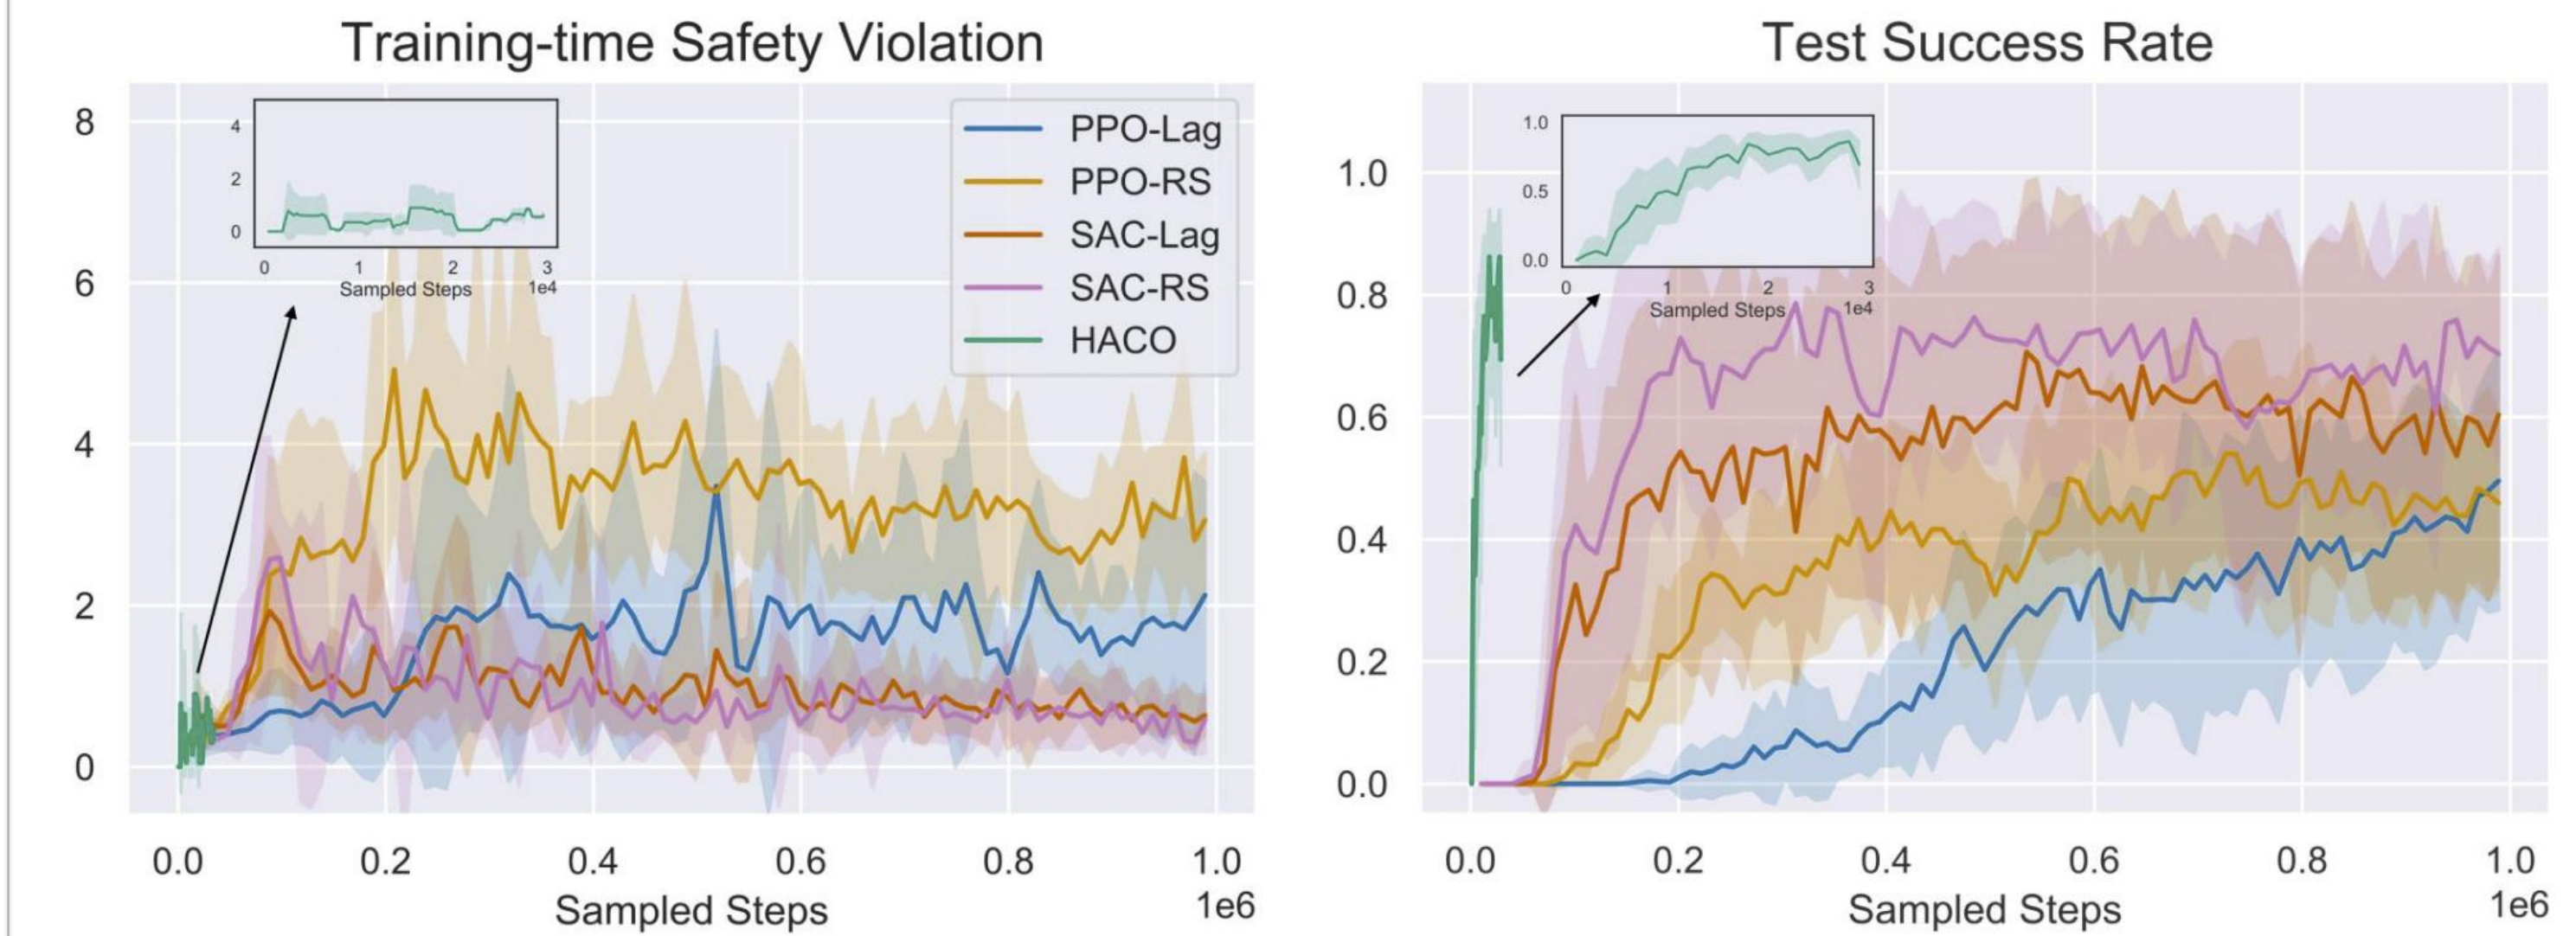 Training-time Safety Violation
8
6
4
2
0
4
2
0
0 1 2 3
Sampled Steps 1e4
PPO-Lag
PPO-RS
SAC-Lag
SAC-RS
HACO
0.0 0.2 0.4 0.6 0.8 1.0
Sampled Steps 1e6
Test Success Rate
1.0
0.8
0.6
0.4
0.2
0.0
1.0
0.5
0.0
0 1 2 3
Sampled Steps 1e4
0.0 0.2 0.4 0.6 0.8 1.0
Sampled Steps 1e6